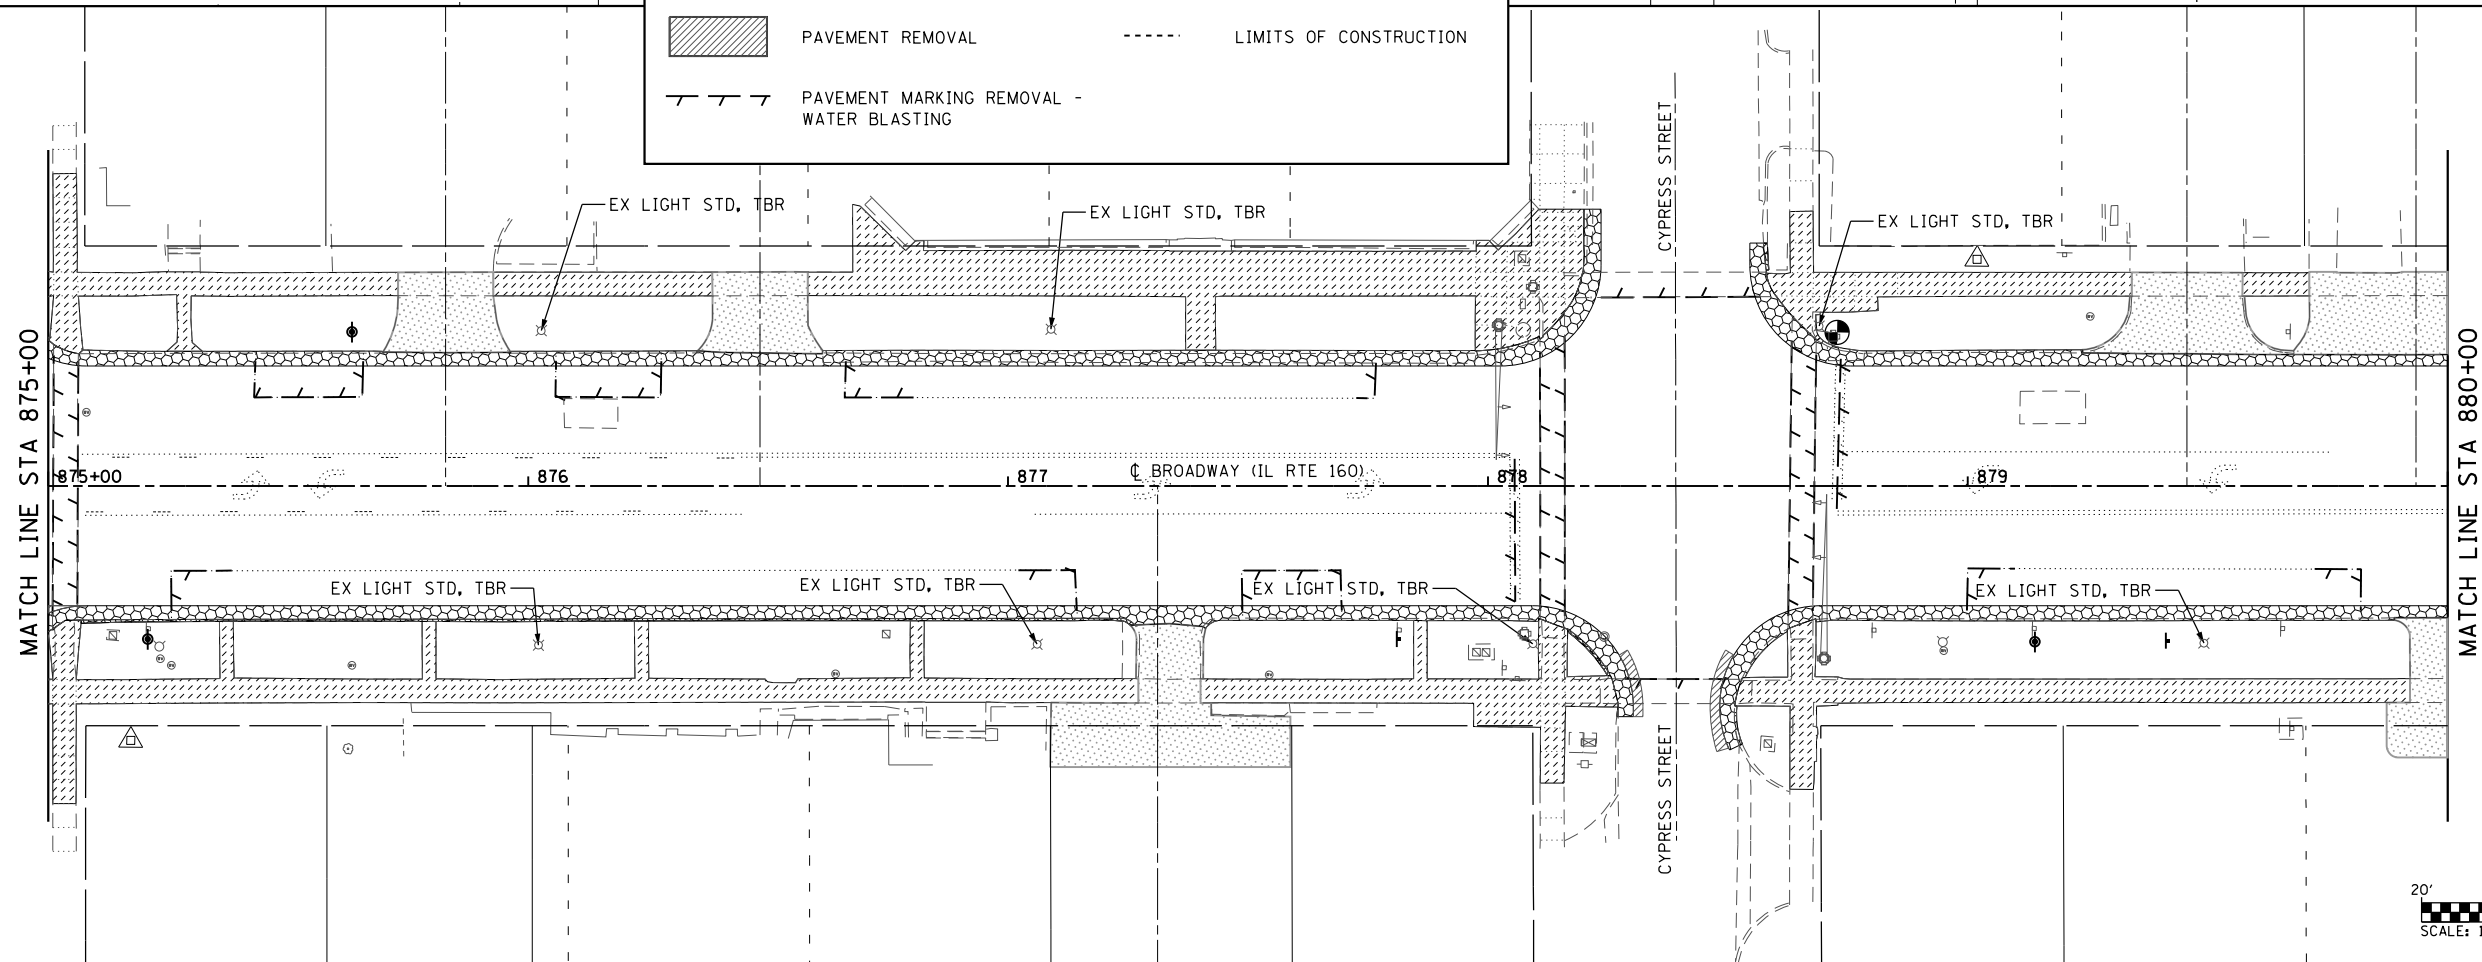 PAVEMENT REMOVAL
LIMITS OF CONSTRUCTION
PAVEMENT MARKING REMOVAL -
WATER BLASTING
CYPRESS STREET
EX LIGHT STD, TBR
EX LIGHT STD, TBR
EX LIGHT STD, TBR
MATCH LINE STA 875+00
MATCH LINE STA 880+00
875+00
876
877
℄ BROADWAY (IL RTE 160)
878
879
EX LIGHT STD, TBR
EX LIGHT STD, TBR
EX LIGHT STD, TBR
EX LIGHT STD, TBR
CYPRESS STREET
20'
SCALE: